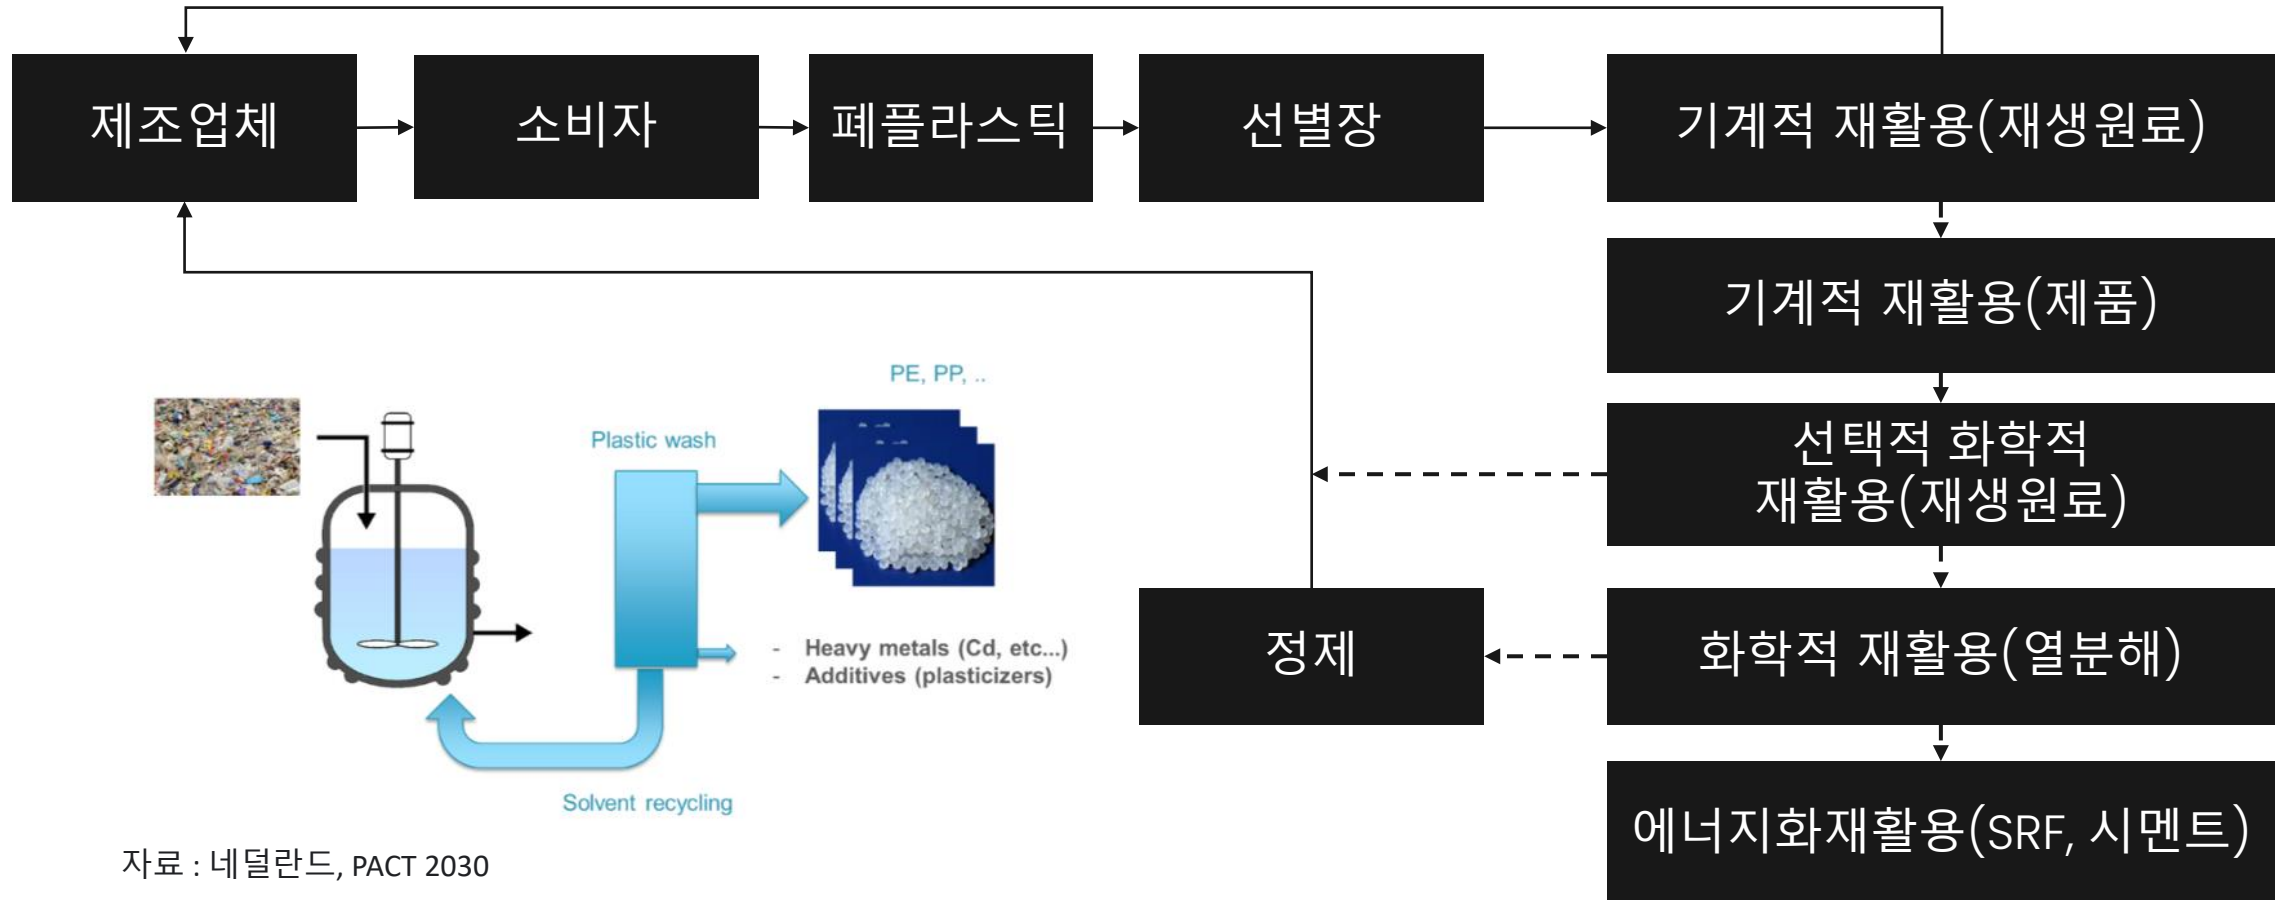 제조업체
소비자
폐플라스틱
선별장
기계적 재활용(재생원료)
기계적 재활용(제품)
선택적 화학적
재활용(재생원료)
화학적 재활용(열분해)
정제
에너지화재활용(SRF, 시멘트)
PE, PP, ..
Plastic wash
- Heavy metals (Cd, etc...)
- Additives (plasticizers)
Solvent recycling
자료 : 네덜란드, PACT 2030